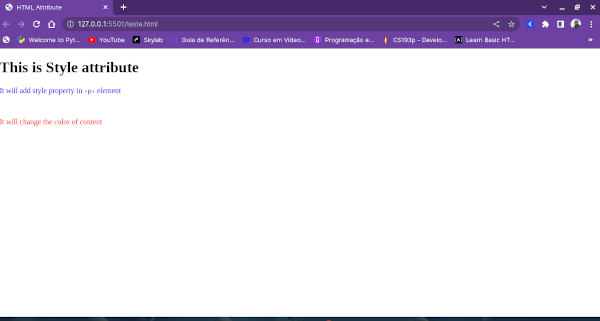 HTML Attribute
127.0.0.1:5501/teste.html
Welcome to Pyt... YouTube Skylab Guia de Referên... Curso em Vídeo... Programação e... CS193p - Develo... Learn Basic HT... »
This is Style attribute
It will add style property in <p> element
It will change the color of content